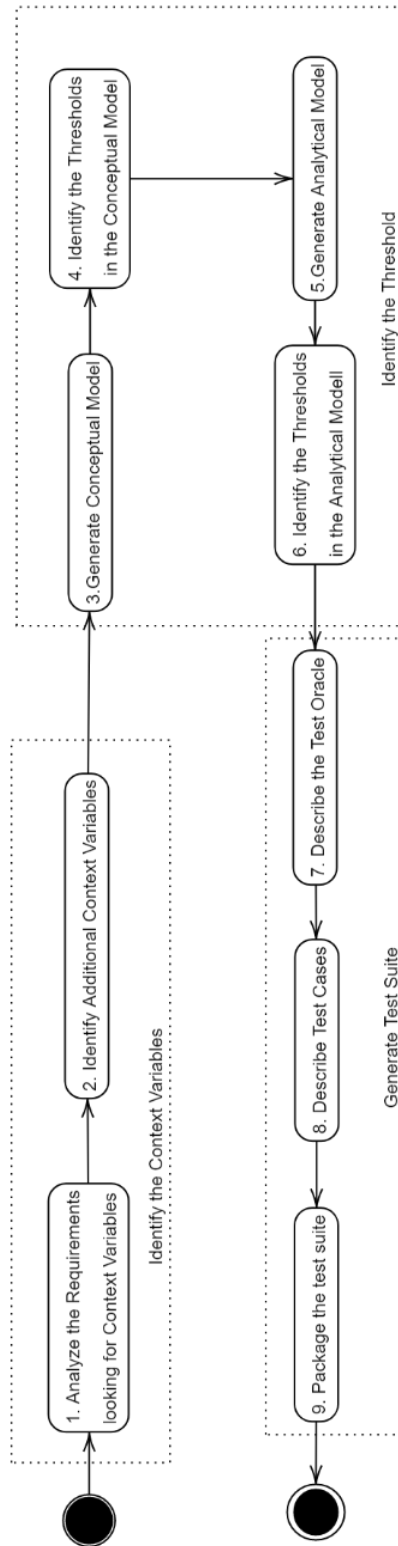 1. Analyze the Requirements
looking for Context Variables
2. Identify Additional Context Variables
Identify the Context Variables
3.Generate Conceptual Model
4. Identify the Thresholds
in the Conceptual Model
5.Generate Analytical Model
6. Identify the Thresholds
in the Analytical Modell
Identify the Threshold
7. Describe the Test Oracle
8. Describe Test Cases
9. Package the test suite
Generate Test Suite